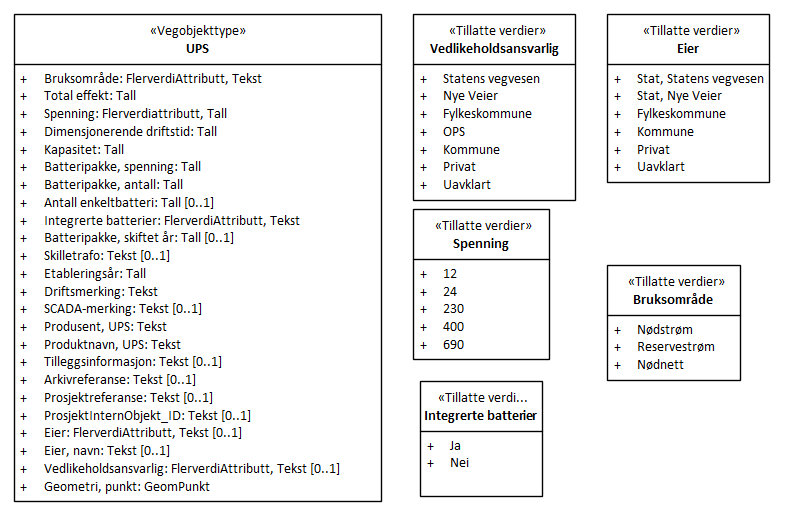 «Vegobjekttype»
UPS
+ Bruksområde: FlerverdiAttributt, Tekst
+ Total effekt: Tall
+ Spenning: Flerverdiattributt, Tall
+ Dimensjonerende driftstid: Tall
+ Kapasitet: Tall
+ Batteripakke, spenning: Tall
+ Batteripakke, antall: Tall
+ Antall enkeltbatteri: Tall [0..1]
+ Integrerte batterier: FlerverdiAttributt, Tekst
+ Batteripakke, skiftet år: Tall [0..1]
+ Skilletrafo: Tekst [0..1]
+ Etableringsår: Tall
+ Driftsmerking: Tekst
+ SCADA-merking: Tekst [0..1]
+ Produsent, UPS: Tekst
+ Produktnavn, UPS: Tekst
+ Tilleggsinformasjon: Tekst [0..1]
+ Arkivreferanse: Tekst [0..1]
+ Prosjektreferanse: Tekst [0..1]
+ ProsjektInternObjekt_ID: Tekst [0..1]
+ Eier: FlerverdiAttributt, Tekst [0..1]
+ Eier, navn: Tekst [0..1]
+ Vedlikeholdsansvarlig: FlerverdiAttributt, Tekst [0..1]
+ Geometri, punkt: GeomPunkt
«Tillatte verdier»
Vedlikeholdsansvarlig
+ Statens vegvesen
+ Nye Veier
+ Fylkeskommune
+ OPS
+ Kommune
+ Privat
+ Uavklart
«Tillatte verdier»
Eier
+ Stat, Statens vegvesen
+ Stat, Nye Veier
+ Fylkeskommune
+ Kommune
+ Privat
+ Uavklart
«Tillatte verdier»
Spenning
+ 12
+ 24
+ 230
+ 400
+ 690
«Tillatte verdier»
Bruksområde
+ Nødstrøm
+ Reservestrøm
+ Nødnett
«Tillatte verdi...
Integrerte batterier
+ Ja
+ Nei